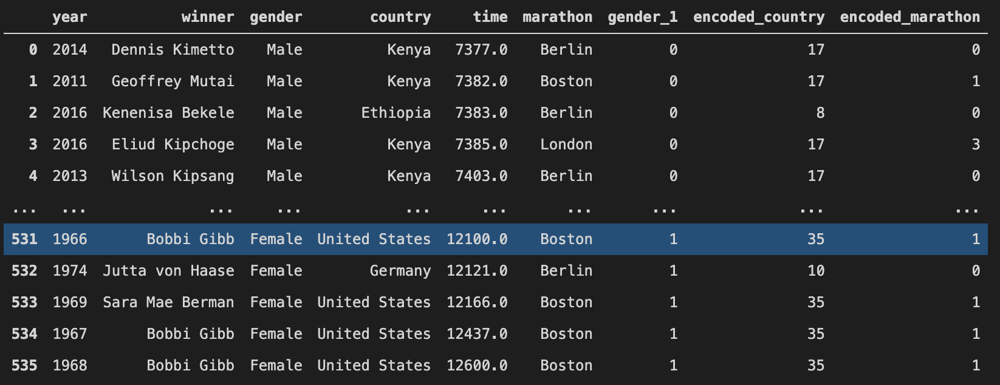 year winner gender country time marathon gender_1 encoded_country encoded_marathon
0 2014 Dennis Kimetto Male Kenya 7377.0 Berlin 0 17 0
1 2011 Geoffrey Mutai Male Kenya 7382.0 Boston 0 17 1
2 2016 Kenenisa Bekele Male Ethiopia 7383.0 Berlin 0 8 0
3 2016 Eliud Kipchoge Male Kenya 7385.0 London 0 17 3
4 2013 Wilson Kipsang Male Kenya 7403.0 Berlin 0 17 0
... ... ... ... ... ... ... ... ... ...
531 1966 Bobbi Gibb Female United States 12100.0 Boston 1 35 1
532 1974 Jutta von Haase Female Germany 12121.0 Berlin 1 10 0
533 1969 Sara Mae Berman Female United States 12166.0 Boston 1 35 1
534 1967 Bobbi Gibb Female United States 12437.0 Boston 1 35 1
535 1968 Bobbi Gibb Female United States 12600.0 Boston 1 35 1